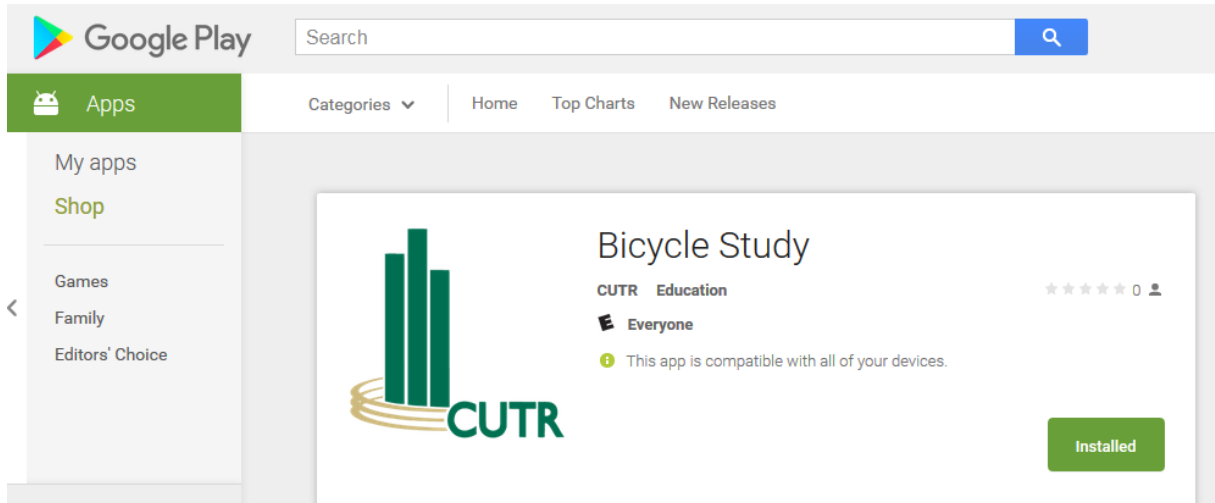 Google Play
Search
Apps
Categories
Home
Top Charts
New Releases
My apps
Shop
Games
Family
Editors' Choice
CUTR
Bicycle Study
CUTR Education
0
E Everyone
This app is compatible with all of your devices.
Installed